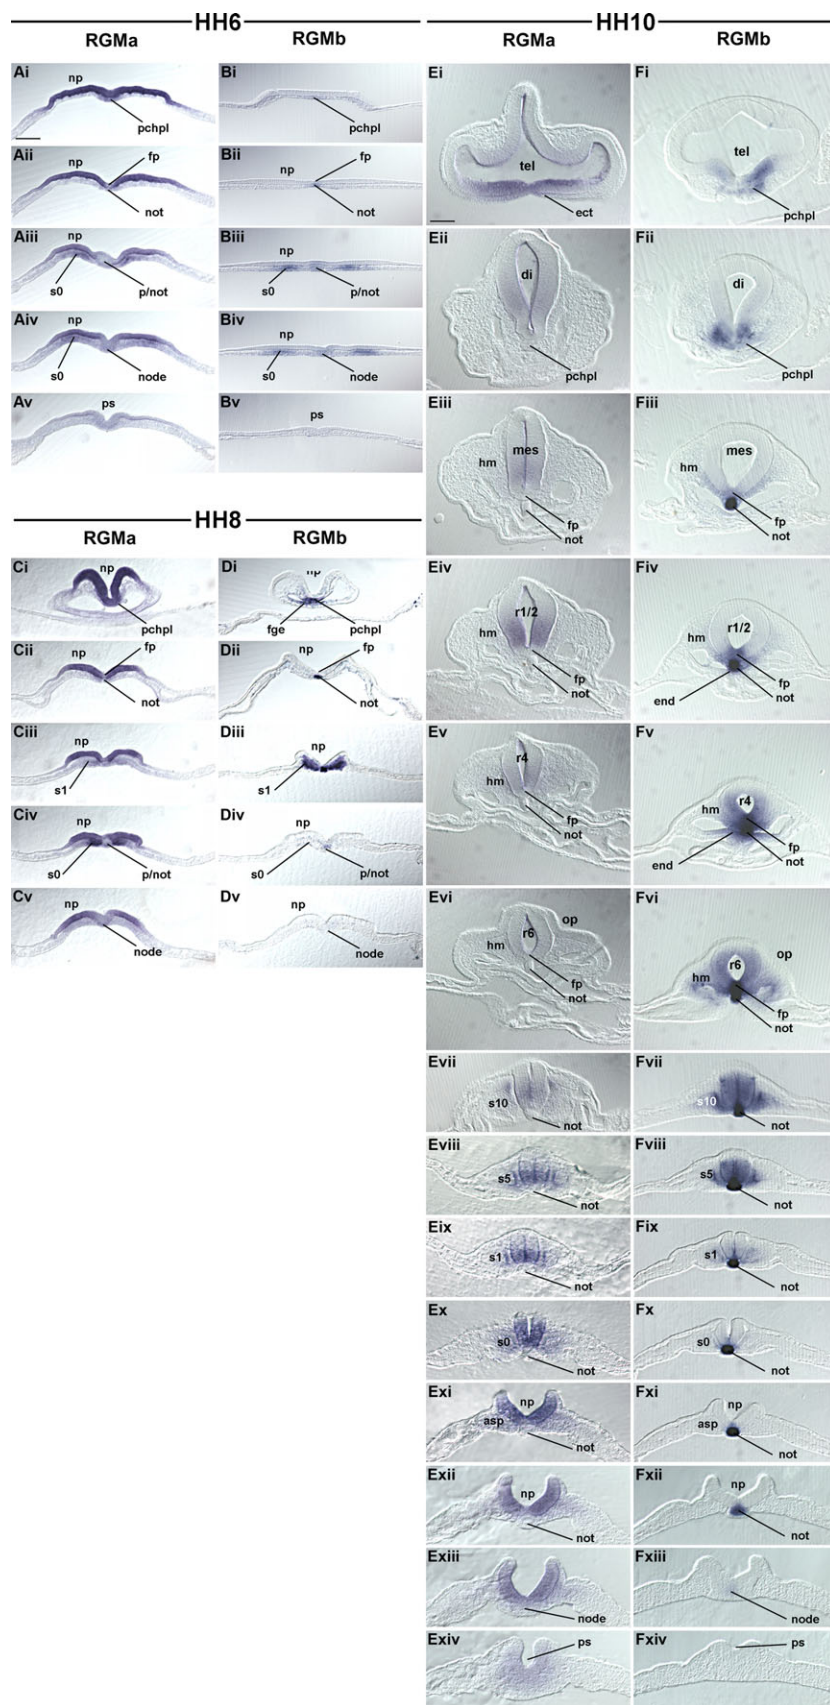 HH6
RGMa
RGMb
Ai
np
pchpl
Bi
pchpl
Aii
np
fp
not
Bii
np
fp
not
Aiii
np
s0
p/not
Biii
np
s0
p/not
Aiv
np
s0
node
Biv
np
s0
node
Av
ps
Bv
ps
HH8
RGMa
RGMb
Ci
np
pchpl
Di
np
fge
pchpl
Cii
np
fp
not
Dii
np
fp
not
Ciii
np
s1
Diii
np
s1
Civ
np
s0
p/not
Div
np
s0
p/not
Cv
np
node
Dv
np
node
HH10
RGMa
RGMb
Ei
tel
ect
Fi
tel
pchpl
Eii
di
pchpl
Fii
di
pchpl
Eiii
mes
hm
fp
not
Fiii
mes
hm
fp
not
Eiv
r1/2
hm
fp
not
Fiv
r1/2
hm
fp
end
not
Ev
r4
hm
fp
not
Fv
r4
hm
fp
end
not
Evi
op
r6
hm
fp
not
Fvi
op
r6
hm
fp
not
Evii
s10
not
Fvii
s10
not
Eviii
s5
not
Fviii
s5
not
Eix
s1
not
Fix
s1
not
Ex
s0
not
Fx
s0
not
Exi
np
asp
not
Fxi
np
asp
not
Exii
np
not
Fxii
np
not
Exiii
node
Fxiii
node
Exiv
ps
Fxiv
ps